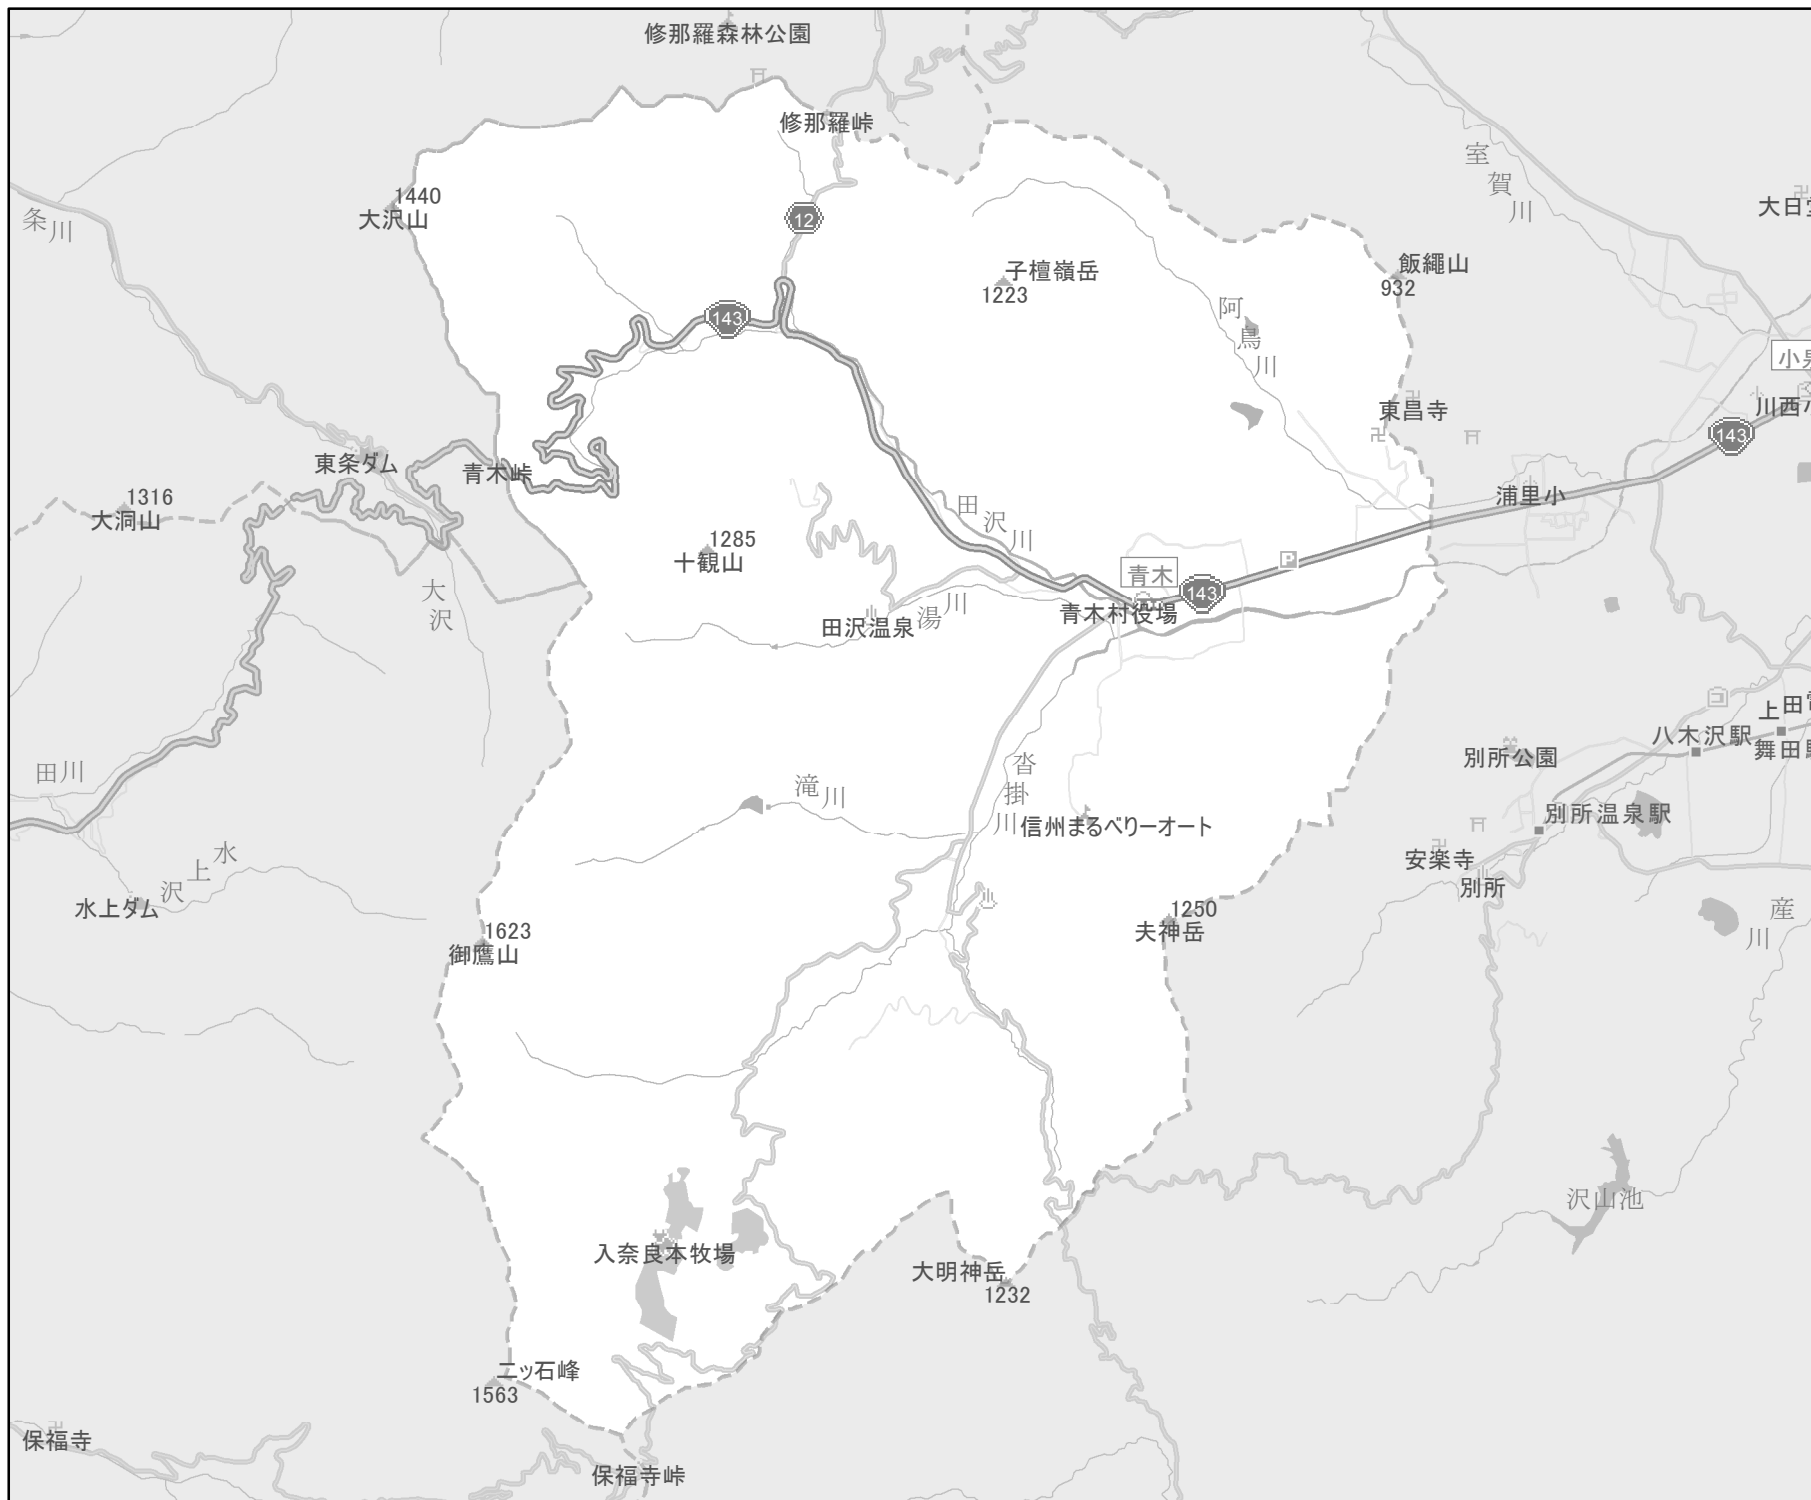 修那羅森林公園
修那羅峠
室賀川
1440
大沢山
条川
12
大日堂
子檀嶺岳
1223
飯縄山
932
143
阿鳥川
東昌寺
川西
143
東条ダム
青木峠
1316
大洞山
浦里小
田沢川
1285
十観山
大沢
青木
143
青木村役場
田沢温泉
湯川
上田
八木沢駅
舞田
別所公園
田川
滝川
沓掛川
信州まるべりーオート
別所温泉駅
安楽寺
別所
水上沢
水上ダム
1250
夫神岳
産川
1623
御鷹山
沢山池
入奈良本牧場
大明神岳
1232
二ッ石峰
1563
保福寺
保福寺峠